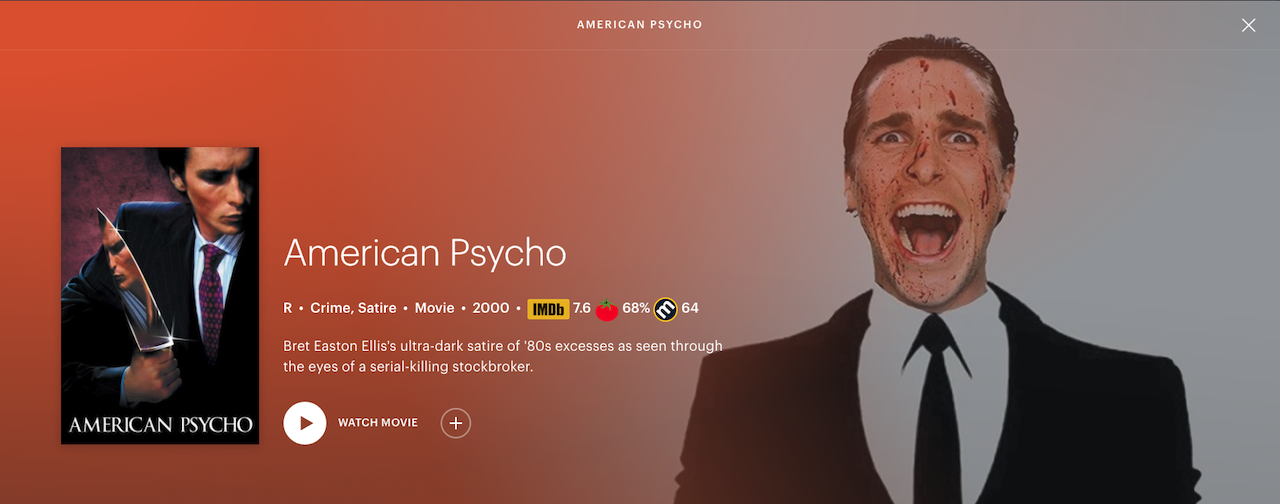 AMERICAN PSYCHO
AMERICAN PSYCHO
American Psycho
R • Crime, Satire • Movie • 2000 • IMDb 7.6 68% m 64
Bret Easton Ellis's ultra-dark satire of '80s excesses as seen through
the eyes of a serial-killing stockbroker.
WATCH MOVIE